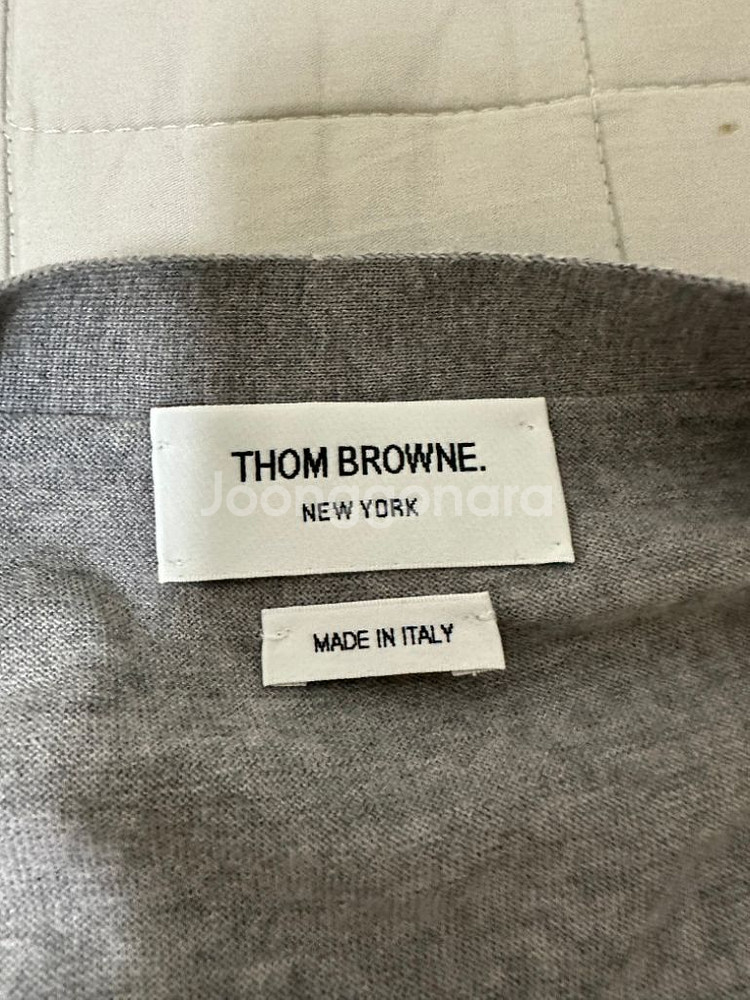 THOM BROWNE.
Joonggonara
NEW YORK
MADE IN ITALY